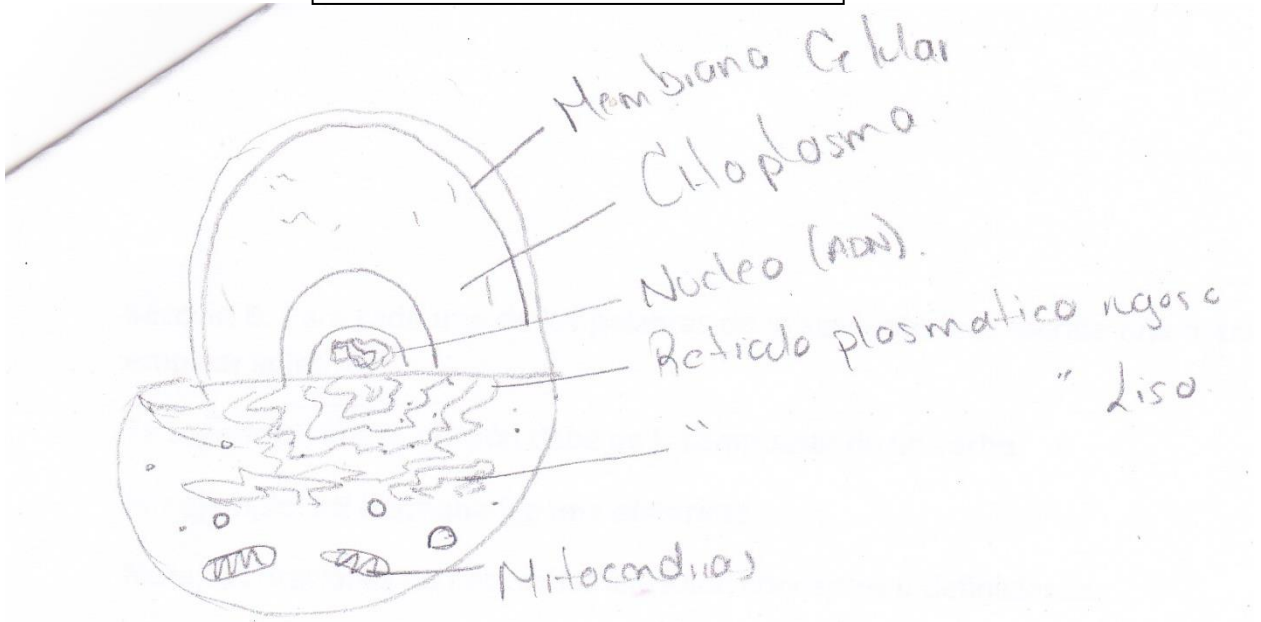 Membrana Celular
Citoplasma
Nucleo (ADN).
Reticulo plasmatico rugoso
" " Liso
Mitocondrias